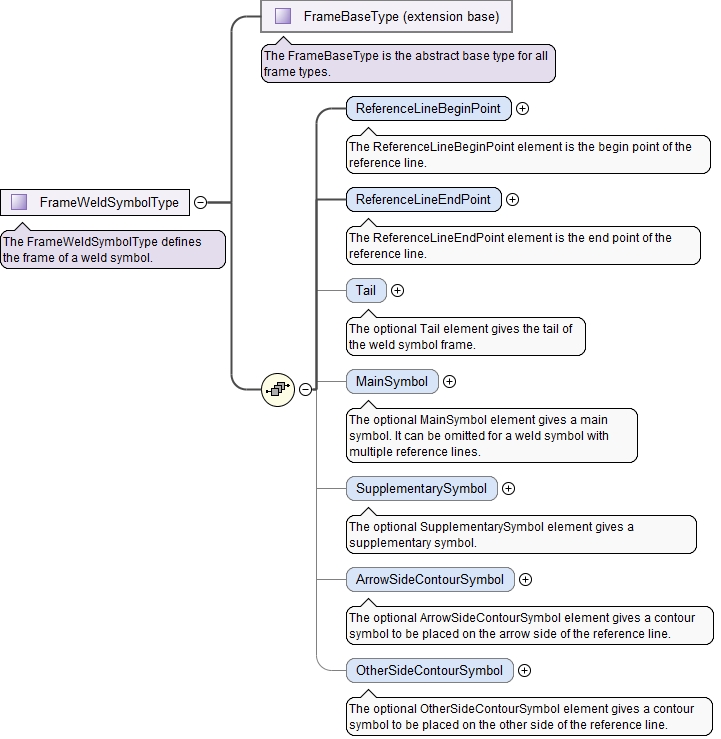 FrameBaseType (extension base)
The FrameBaseType is the abstract base type for all
frame types.
ReferenceLineBeginPoint
The ReferenceLineBeginPoint element is the begin point of the
reference line.
FrameWeldSymbolType
The FrameWeldSymbolType defines
the frame of a weld symbol.
ReferenceLineEndPoint
The ReferenceLineEndPoint element is the end point of the
reference line.
Tail
The optional Tail element gives the tail of
the weld symbol frame.
MainSymbol
The optional MainSymbol element gives a main
symbol. It can be omitted for a weld symbol with
multiple reference lines.
SupplementarySymbol
The optional SupplementarySymbol element gives a
supplementary symbol.
ArrowSideContourSymbol
The optional ArrowSideContourSymbol element gives a contour
symbol to be placed on the arrow side of the reference line.
OtherSideContourSymbol
The optional OtherSideContourSymbol element gives a contour
symbol to be placed on the other side of the reference line.